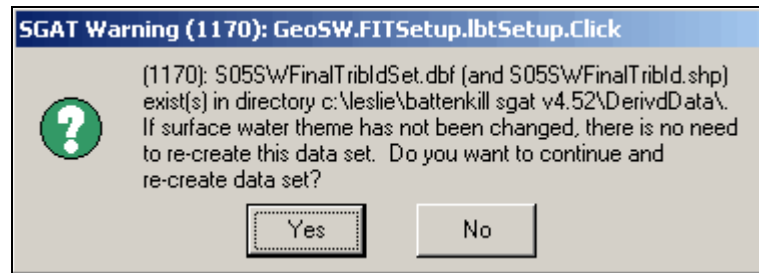 SGAT Warning (1170): GeoSW.FITSetup.lbtSetup.Click
(1170): S05SWFinalTribIdSet.dbf (and S05SWFinalTribId.shp)
exist(s) in directory c:\leslie\battenkill sgat v4.52\DerivdData\.
If surface water theme has not been changed, there is no need
to re-create this data set.  Do you want to continue and
re-create data set?
Yes
No